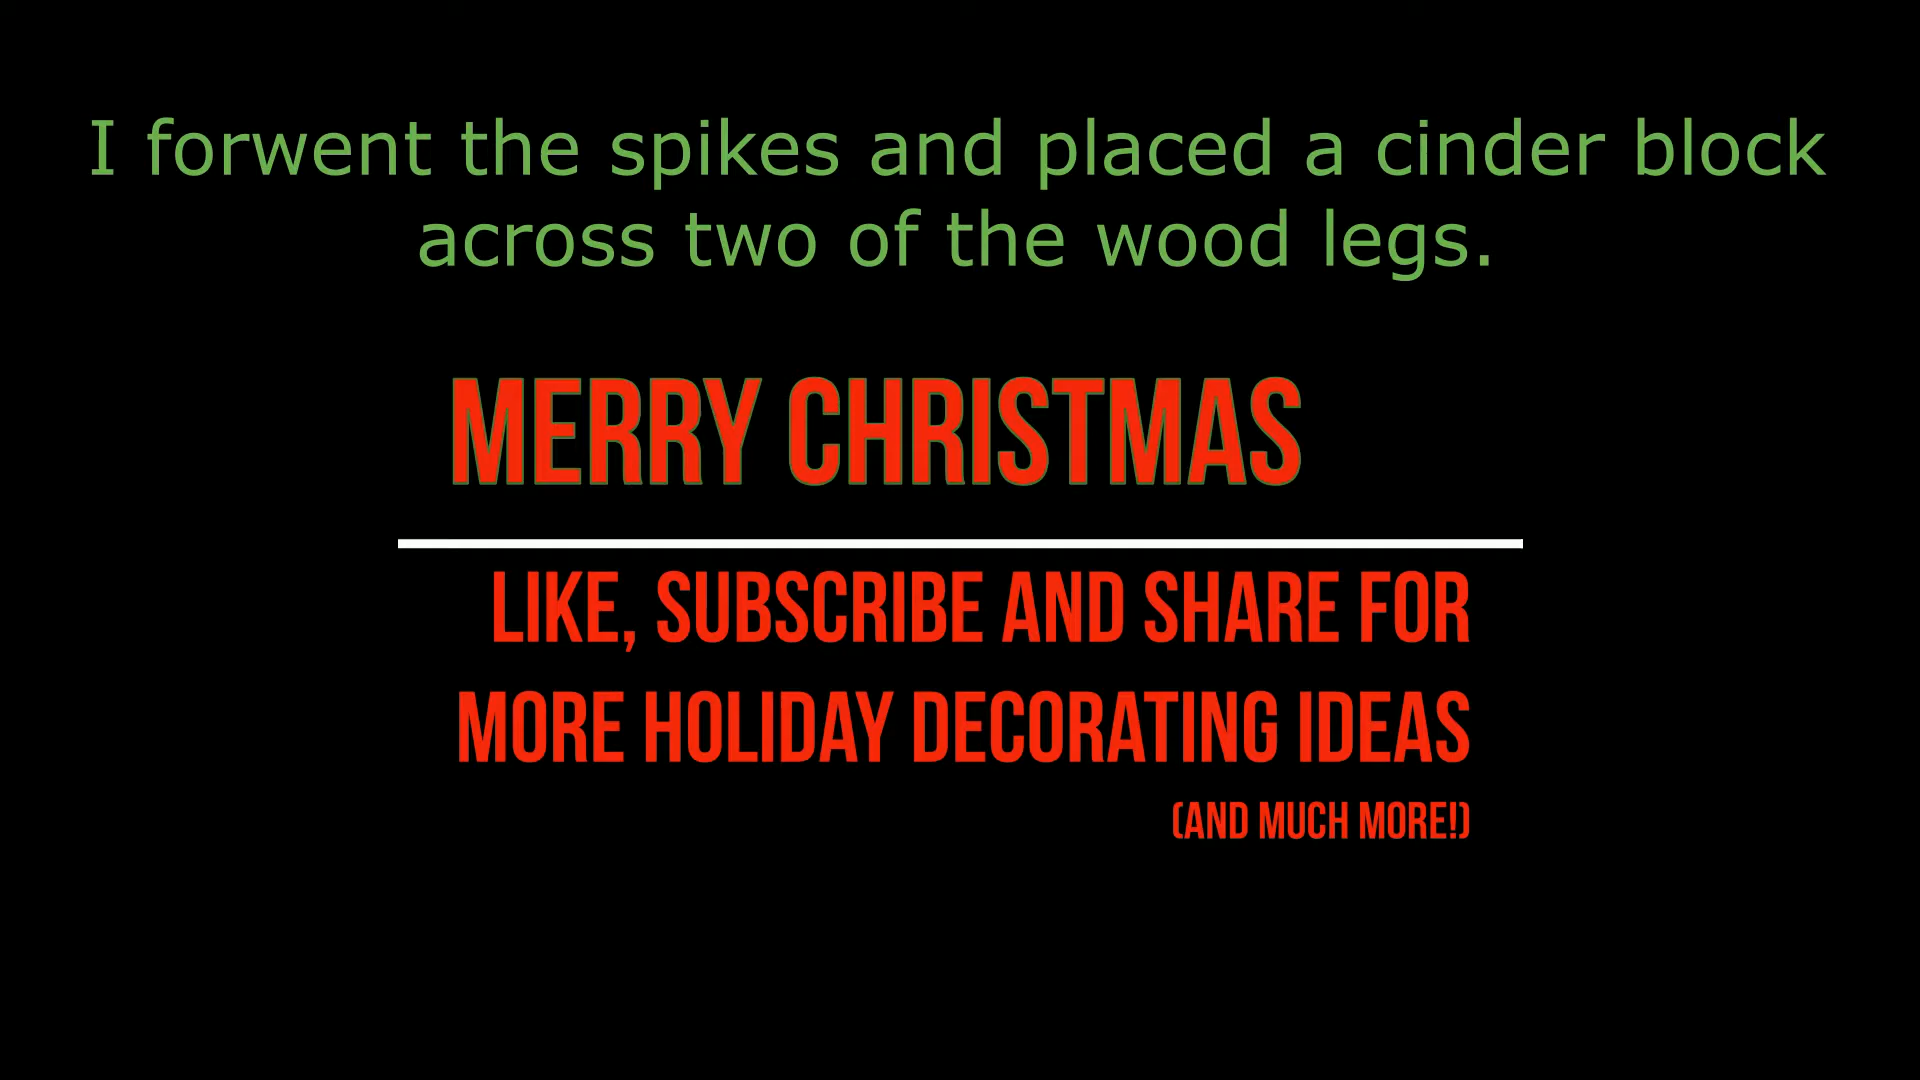 I forwent the spikes and placed a cinder block
across two of the wood legs.
MERRY CHRISTMAS
LIKE, SUBSCRIBE AND SHARE FOR
MORE HOLIDAY DECORATING IDEAS
(AND MUCH MORE!)